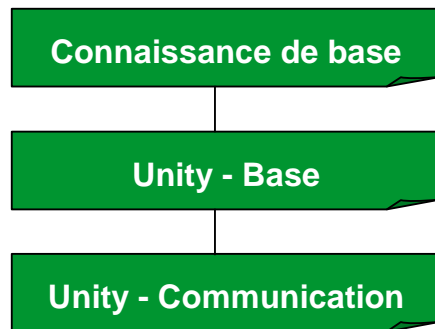 Connaissance de base
Unity - Base
Unity - Communication